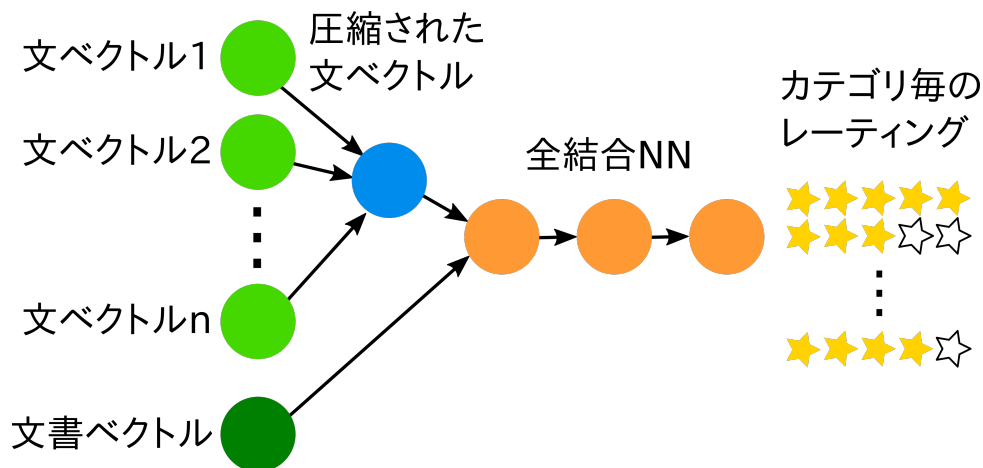 文ベクトル1
圧縮された
文ベクトル
文ベクトル2
文ベクトルn
文書ベクトル
全結合NN
カテゴリ毎の
レーティング